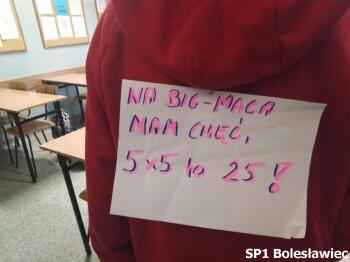 NA BIG-MACA
MAM CHĘĆ,
5x5 to 25!
SP1 Bolesławiec